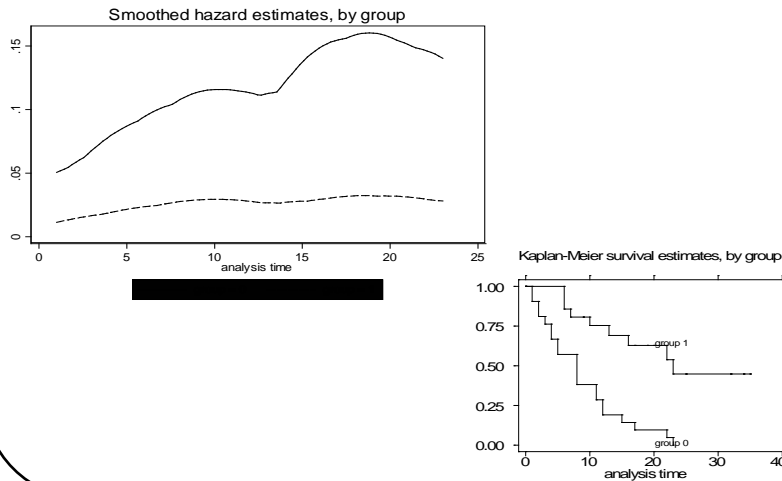 Smoothed hazard estimates, by group
.15
.1
.05
0
0 5 10 15 20 25
analysis time
Kaplan-Meier survival estimates, by group
1.00
0.75
0.50
0.25
0.00
group 1
group 0
0 10 20 30 40
analysis time